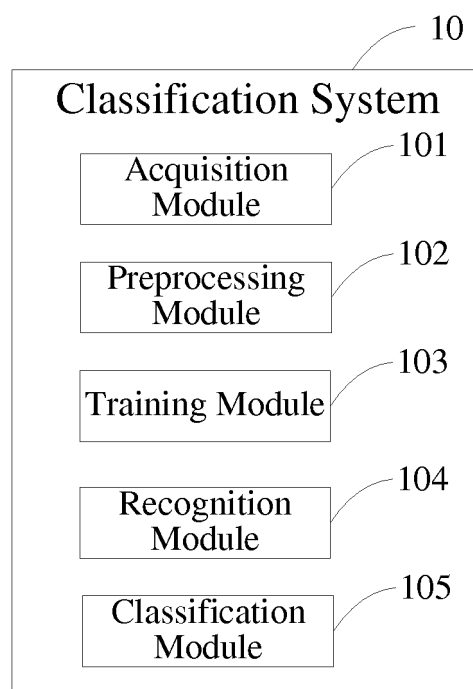 10
Classification System
101
Acquisition
Module
102
Preprocessing
Module
103
Training Module
104
Recognition
Module
105
Classification
Module